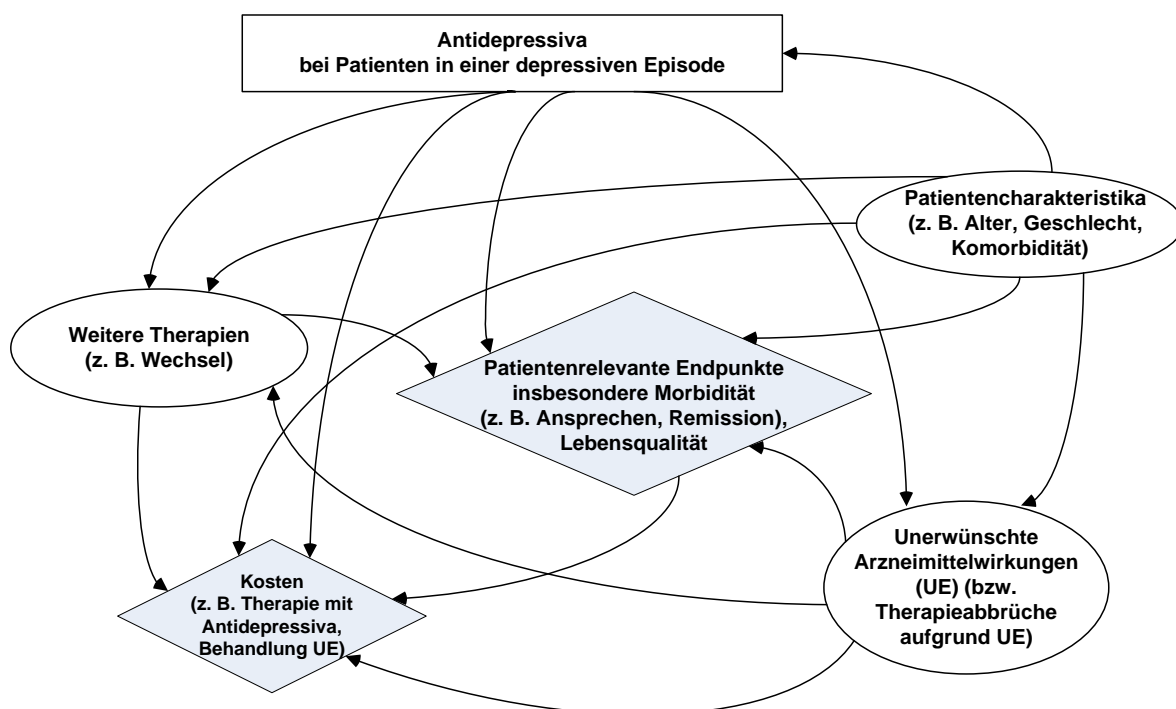 Antidepressiva
bei Patienten in einer depressiven Episode
Patientencharakteristika
(z. B. Alter, Geschlecht,
Komorbidität)
Weitere Therapien
(z. B. Wechsel)
Patientenrelevante Endpunkte
insbesondere Morbidität
(z. B. Ansprechen, Remission),
Lebensqualität
Unerwünschte
Arzneimittelwirkungen
(UE) (bzw.
Therapieabbrüche
aufgrund UE)
Kosten
(z. B. Therapie mit
Antidepressiva,
Behandlung UE)